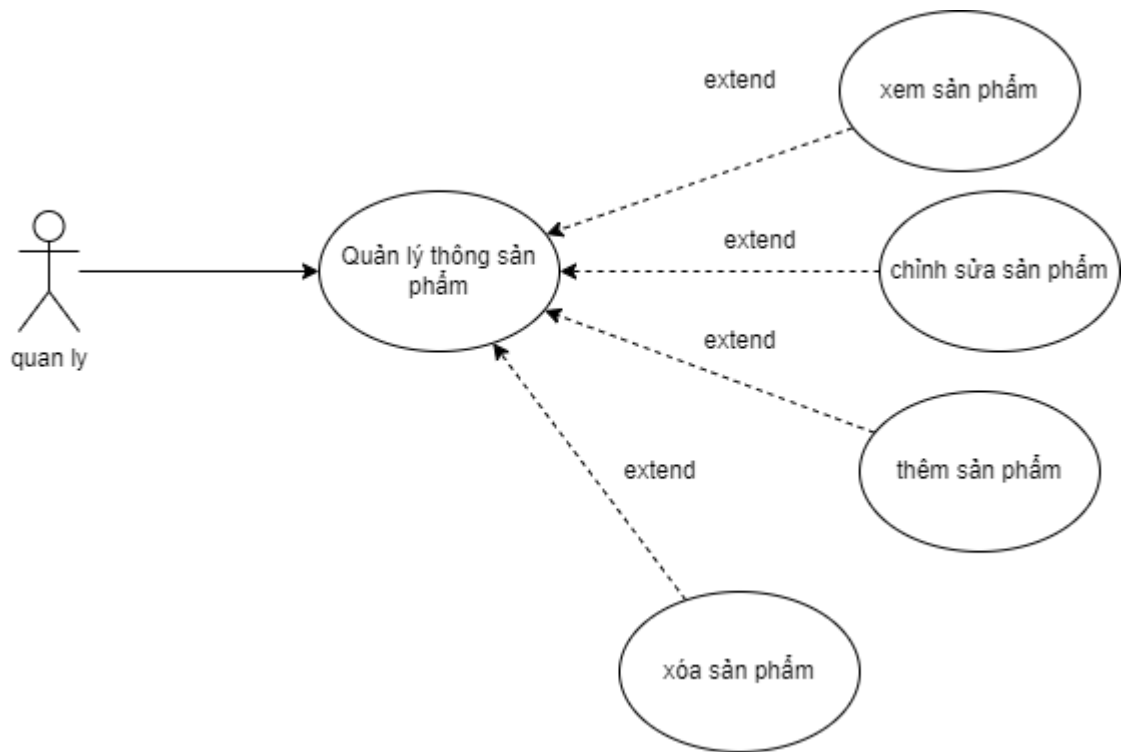 extend
xem sản phẩm
extend
chỉnh sửa sản phẩm
Quản lý thông sản
phẩm
quan ly
extend
thêm sản phẩm
extend
xóa sản phẩm